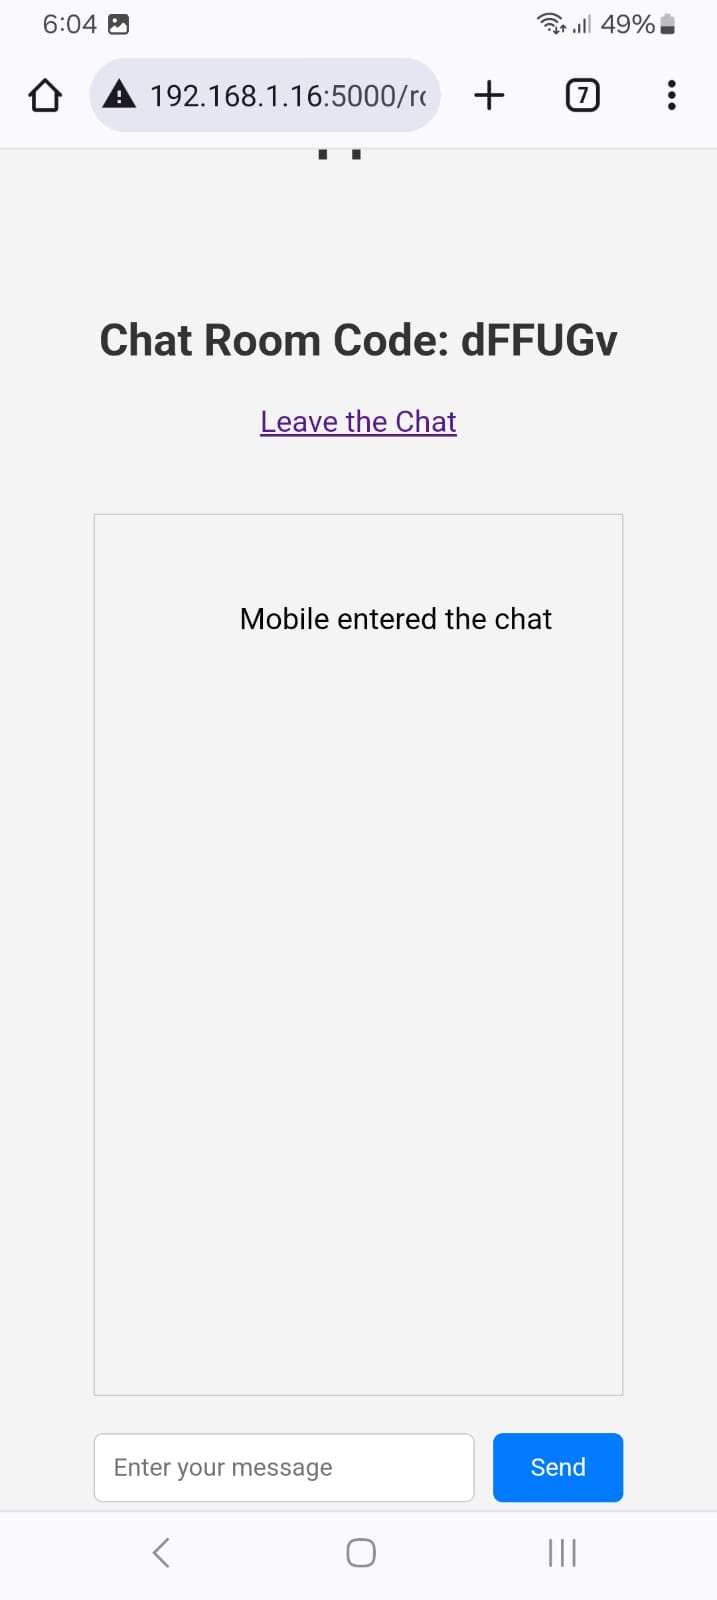 6:04 49%
192.168.1.16:5000/r
7
Chat Room Code: dFFUGv
Leave the Chat
Mobile entered the chat
Enter your message
Send